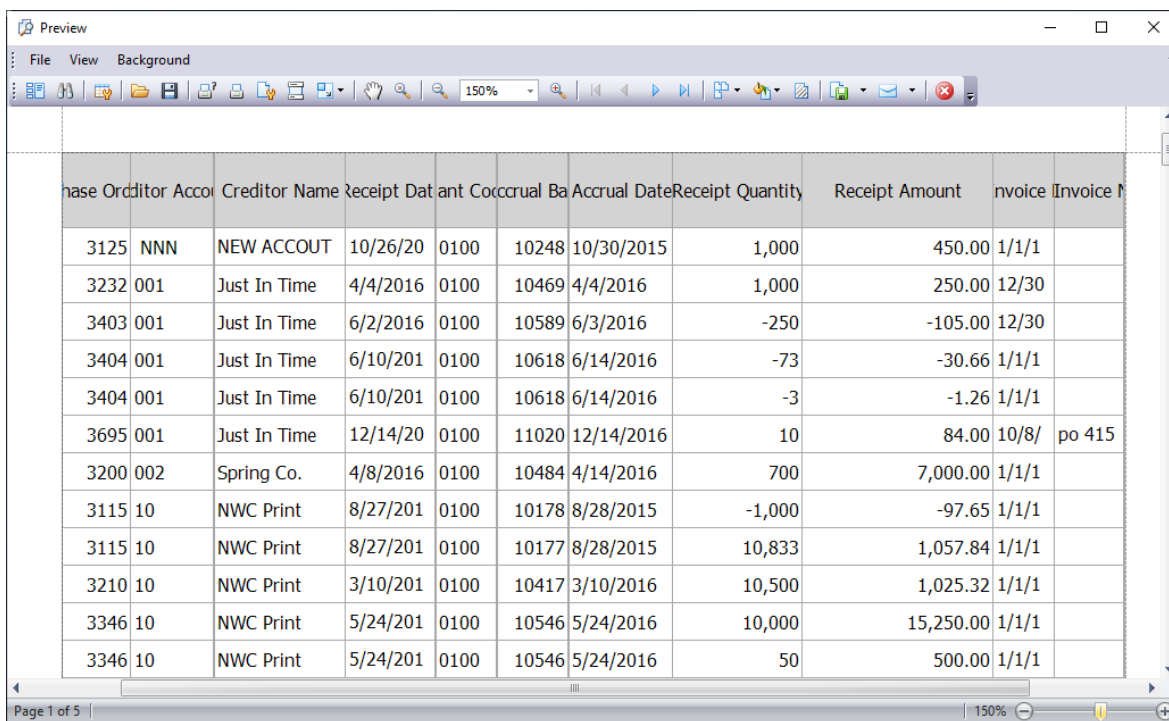 Preview
File View Background
150%
hase Ord ditor Accou Creditor Name Receipt Dat ant Coc ccrual Ba Accrual Date Receipt Quantity Receipt Amount nvoice I Invoice N
3125 NNN NEW ACCOUT 10/26/20 0100 10248 10/30/2015 1,000 450.00 1/1/1
3232 001 Just In Time 4/4/2016 0100 10469 4/4/2016 1,000 250.00 12/30
3403 001 Just In Time 6/2/2016 0100 10589 6/3/2016 -250 -105.00 12/30
3404 001 Just In Time 6/10/201 0100 10618 6/14/2016 -73 -30.66 1/1/1
3404 001 Just In Time 6/10/201 0100 10618 6/14/2016 -3 -1.26 1/1/1
3695 001 Just In Time 12/14/20 0100 11020 12/14/2016 10 84.00 10/8/ po 415
3200 002 Spring Co. 4/8/2016 0100 10484 4/14/2016 700 7,000.00 1/1/1
3115 10 NWC Print 8/27/201 0100 10178 8/28/2015 -1,000 -97.65 1/1/1
3115 10 NWC Print 8/27/201 0100 10177 8/28/2015 10,833 1,057.84 1/1/1
3210 10 NWC Print 3/10/201 0100 10417 3/10/2016 10,500 1,025.32 1/1/1
3346 10 NWC Print 5/24/201 0100 10546 5/24/2016 10,000 15,250.00 1/1/1
3346 10 NWC Print 5/24/201 0100 10546 5/24/2016 50 500.00 1/1/1
Page 1 of 5 150%